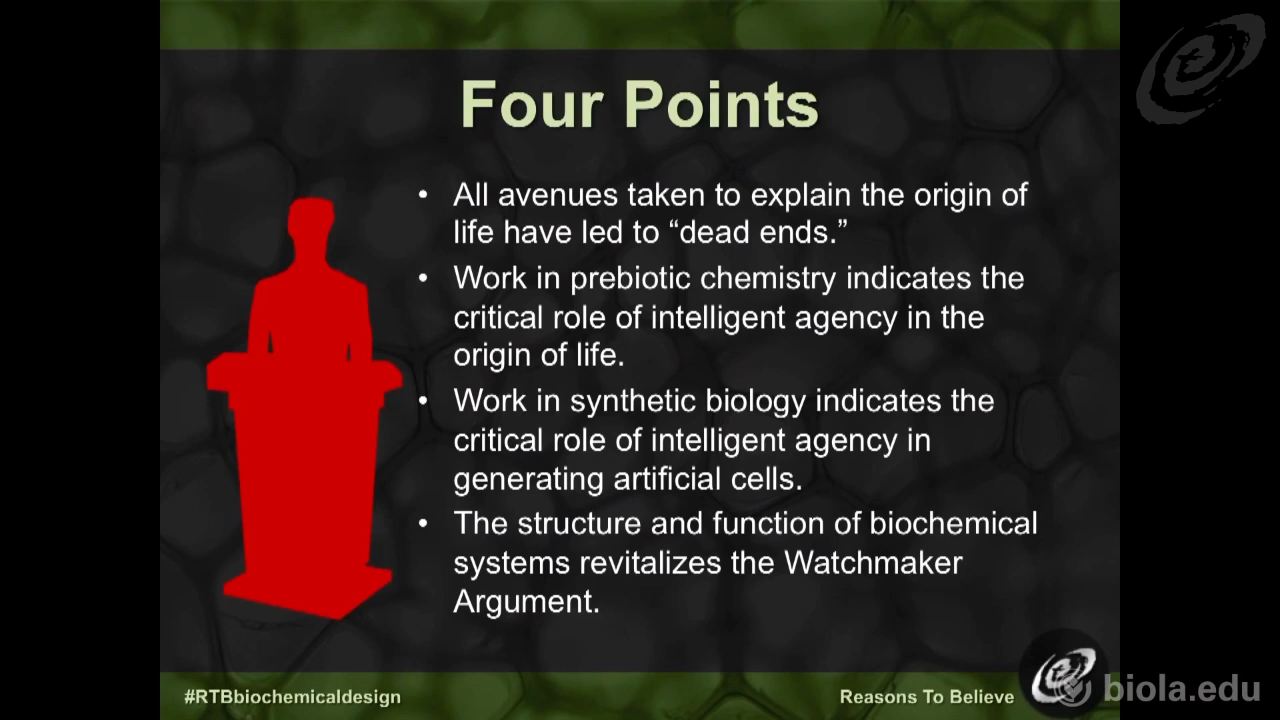 Four Points
• All avenues taken to explain the origin of
life have led to “dead ends.”
• Work in prebiotic chemistry indicates the
critical role of intelligent agency in the
origin of life.
• Work in synthetic biology indicates the
critical role of intelligent agency in
generating artificial cells.
• The structure and function of biochemical
systems revitalizes the Watchmaker
Argument.
#RTBbiochemicaldesign
Reasons To Believe
biola.edu